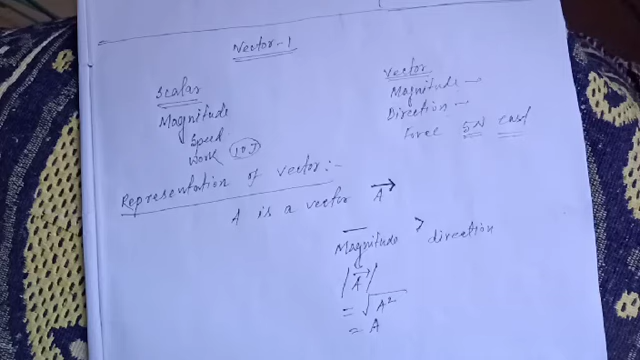 Vector-1
Scalar
Magnitude
Speed
Work 10J
Vector
Magnitude →
Direction →
Force 5N east
Representation of vector:-
A is a vector A→
— Magnitude > direction
|A→|
= √A²
= A